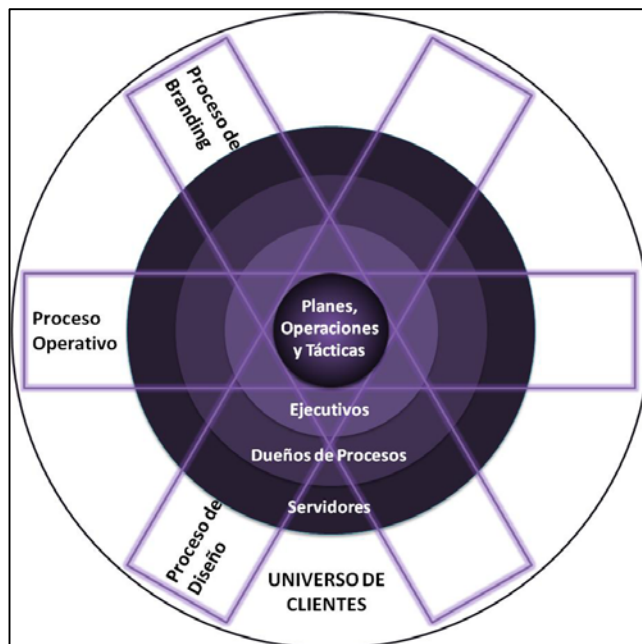 Proceso de
Branding
Proceso
Operativo
Planes,
Operaciones
y Tácticas
Ejecutivos
Dueños de Procesos
Servidores
Proceso de
Diseño
UNIVERSO DE
CLIENTES